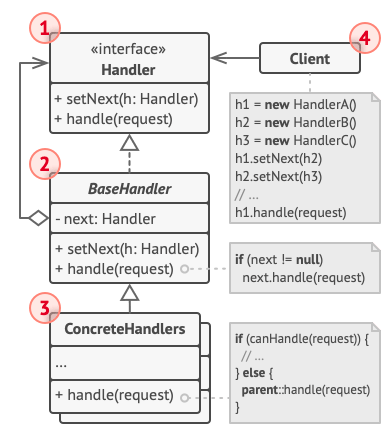 1
«interface»
Handler
+ setNext(h: Handler)
+ handle(request)
4
Client
h1 = new HandlerA()
h2 = new HandlerB()
h3 = new HandlerC()
h1.setNext(h2)
h2.setNext(h3)
// ...
h1.handle(request)
2
BaseHandler
- next: Handler
+ setNext(h: Handler)
+ handle(request)
if (next != null)
next.handle(request)
3
ConcreteHandlers
...
+ handle(request)
if (canHandle(request)) {
// ...
} else {
parent::handle(request)
}